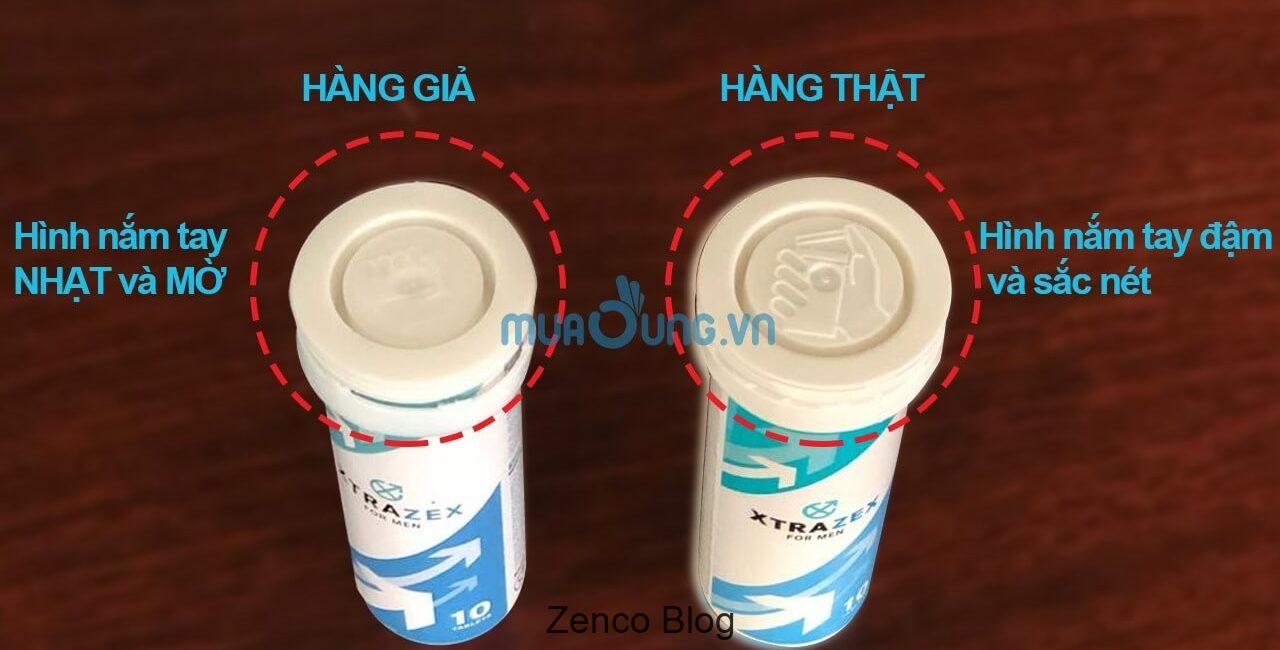 HÀNG GIẢ
HÀNG THẬT
Hình nắm tay
NHẠT và MỜ
Hình nắm tay đậm
và sắc nét
muaDung.vn
XTRAZEX
FOR MEN
10
TABLETS
XTRAZEX
FOR MEN
10
Zenco Blog